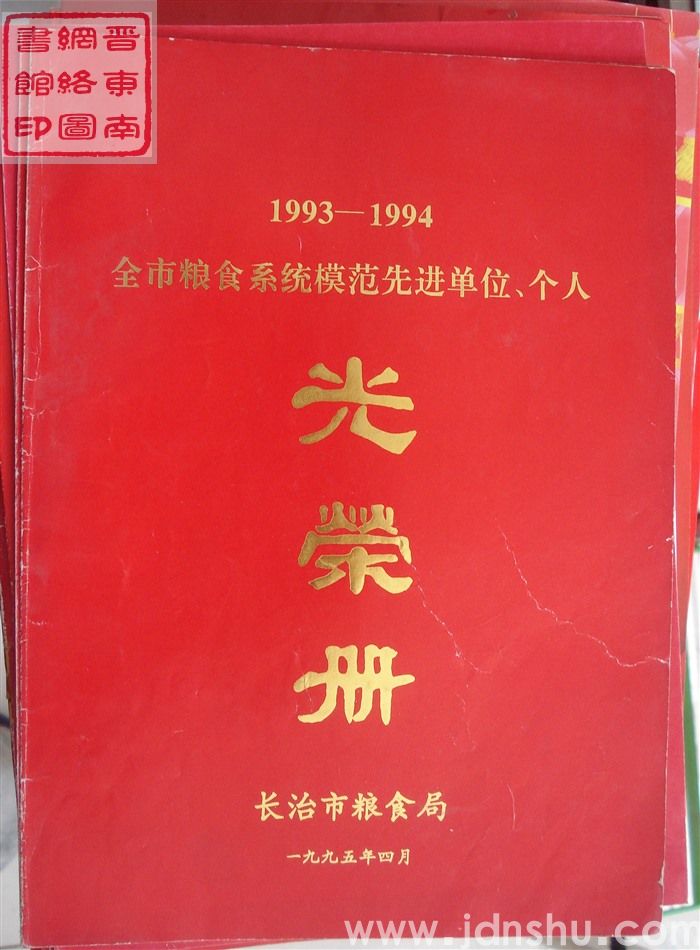 晋东南
網絡圖
書館印
1993—1994
全市粮食系统模范先进单位、个人
光
榮
册
长治市粮食局
一九九五年四月
www.jdnshu.com